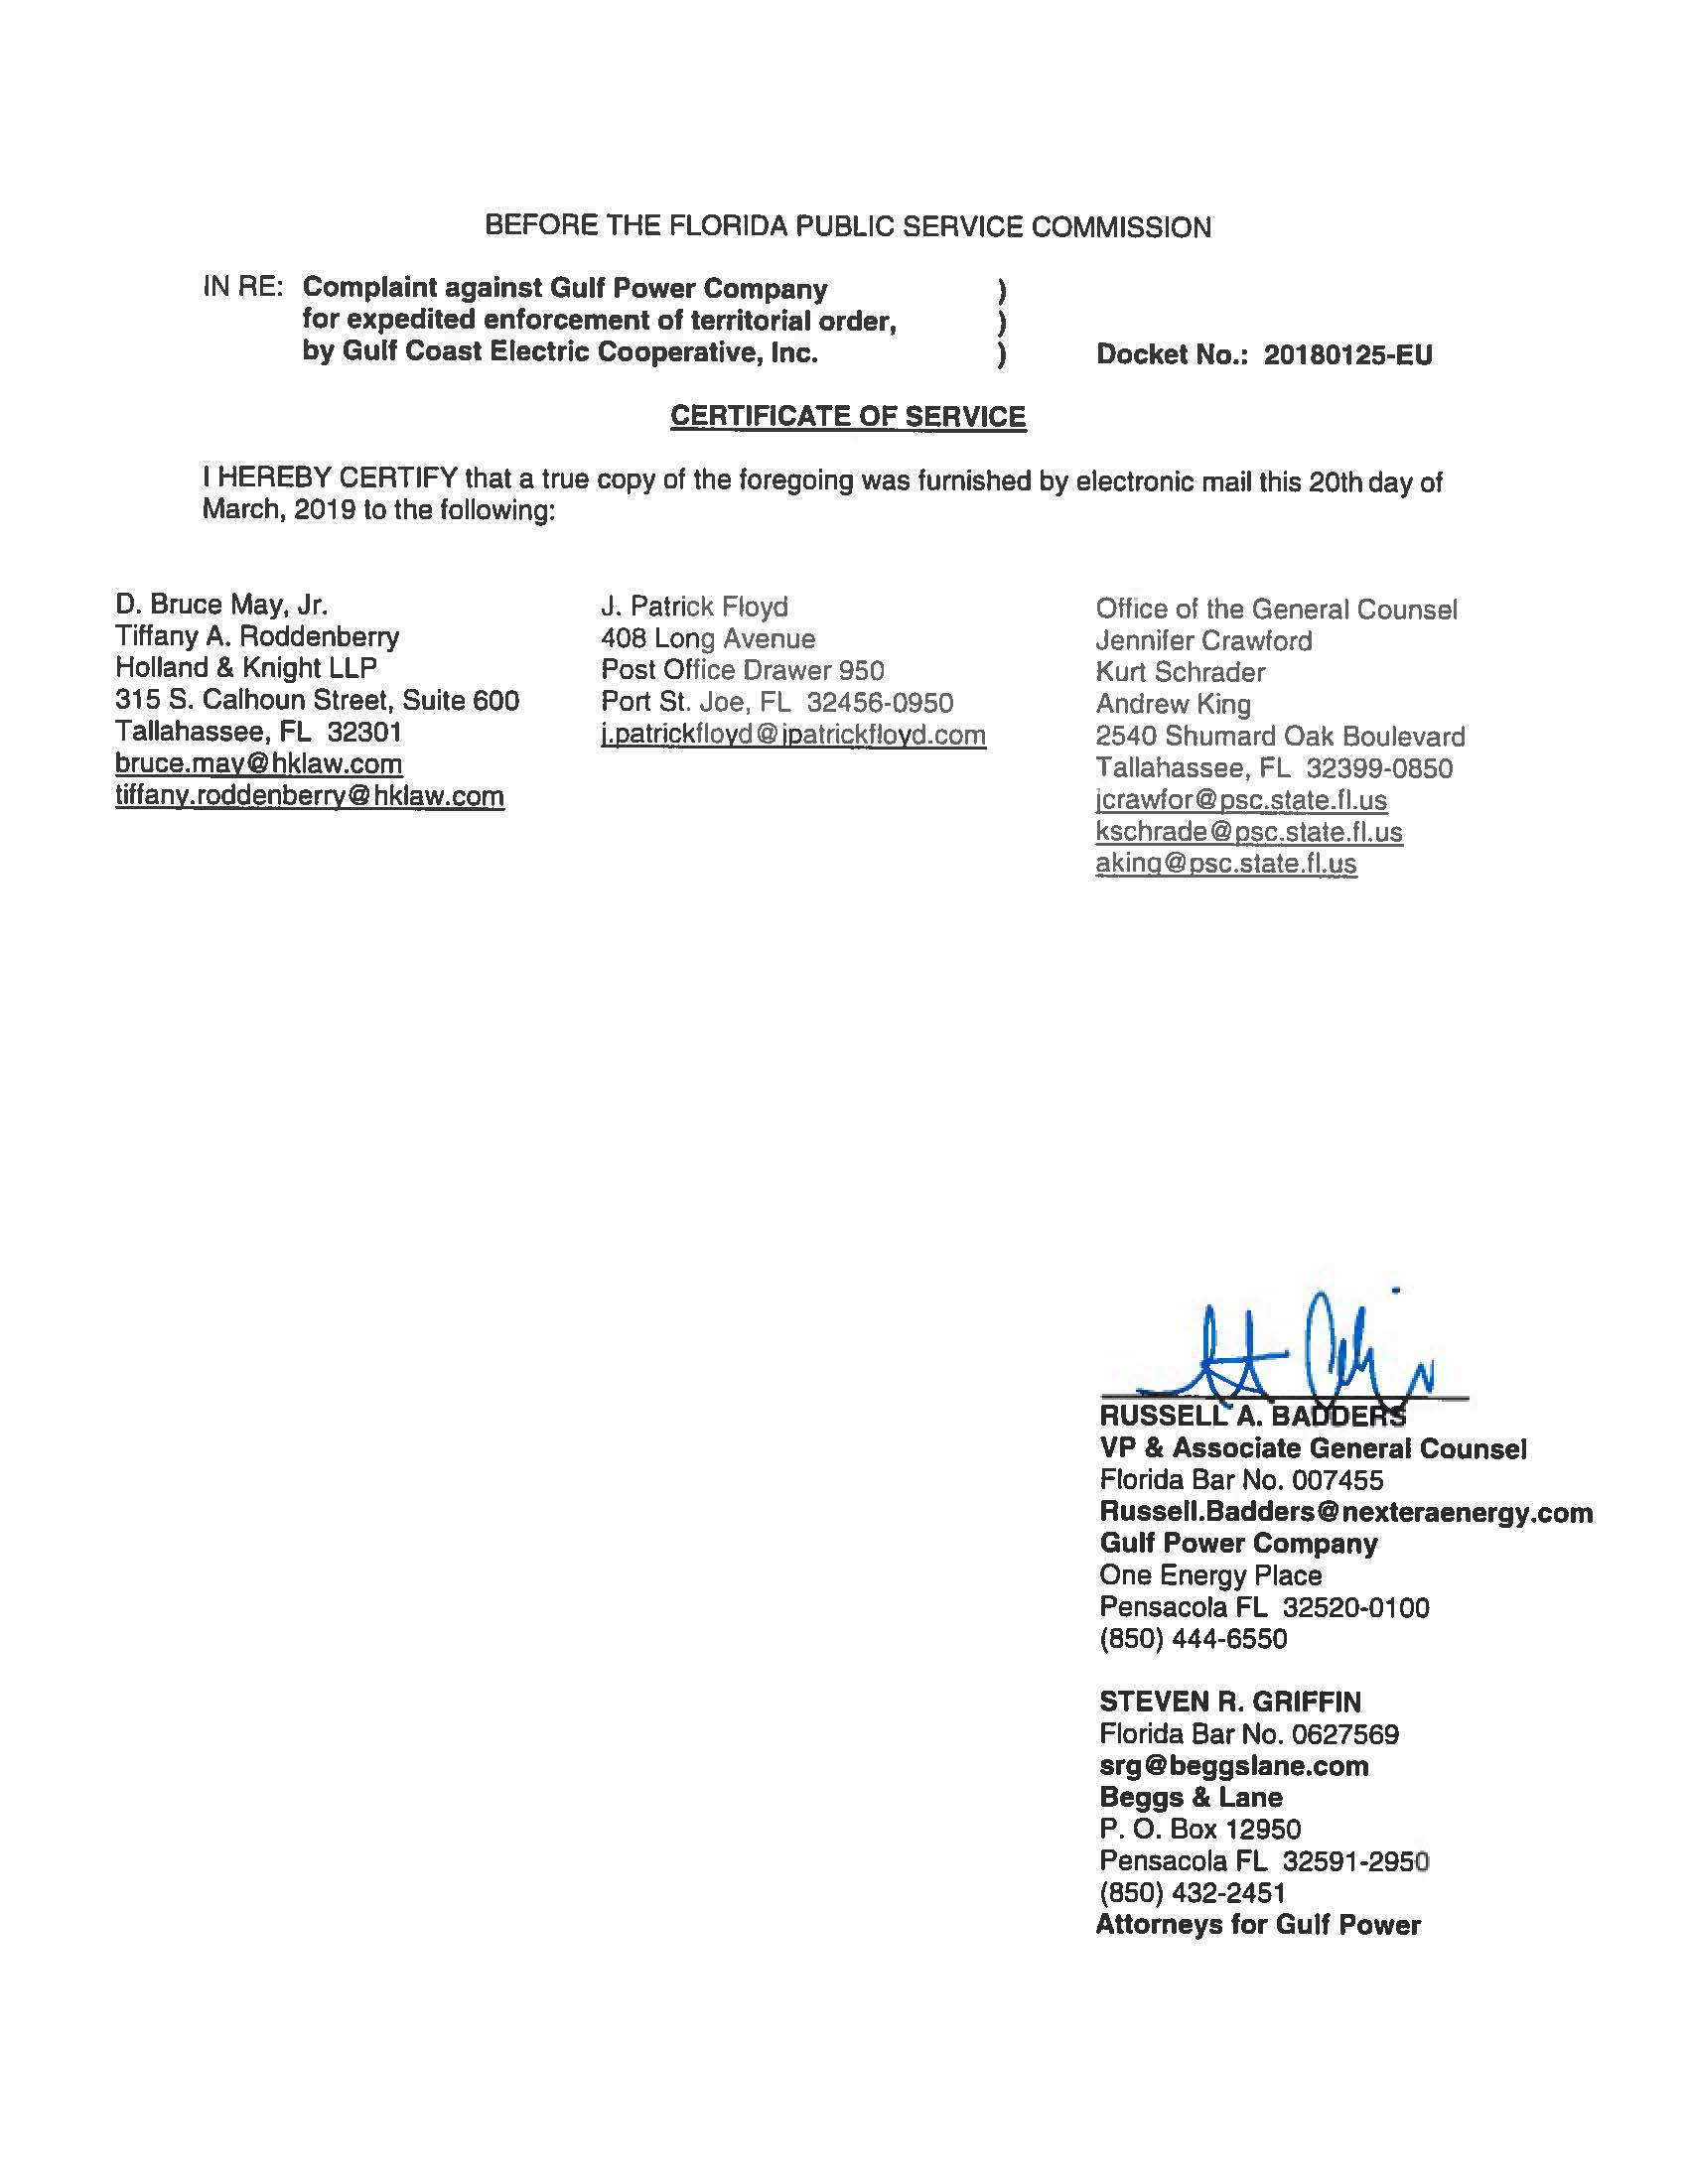 BEFORE THE FLORIDA PUBLIC SERVICE COMMISSION
IN RE: Complaint against Gulf Power Company )
for expedited enforcement of territorial order, )
by Gulf Coast Electric Cooperative, Inc. ) Docket No.: 20180125-EU
CERTIFICATE OF SERVICE
I HEREBY CERTIFY that a true copy of the foregoing was furnished by electronic mail this 20th day of
March, 2019 to the following:
D. Bruce May, Jr.
Tiffany A. Roddenberry
Holland & Knight LLP
315 S. Calhoun Street, Suite 600
Tallahassee, FL 32301
bruce.may@hklaw.com
tiffany.roddenberry@hklaw.com
J. Patrick Floyd
408 Long Avenue
Post Office Drawer 950
Port St. Joe, FL 32456-0950
j.patrickfloyd@jpatrickfloyd.com
Office of the General Counsel
Jennifer Crawford
Kurt Schrader
Andrew King
2540 Shumard Oak Boulevard
Tallahassee, FL 32399-0850
jcrawfor@psc.state.fl.us
kschrade@psc.state.fl.us
aking@psc.state.fl.us
RUSSELL A. BADDERS
VP & Associate General Counsel
Florida Bar No. 007455
Russell.Badders@nexteraenergy.com
Gulf Power Company
One Energy Place
Pensacola FL 32520-0100
(850) 444-6550
STEVEN R. GRIFFIN
Florida Bar No. 0627569
srg@beggslane.com
Beggs & Lane
P. O. Box 12950
Pensacola FL 32591-2950
(850) 432-2451
Attorneys for Gulf Power